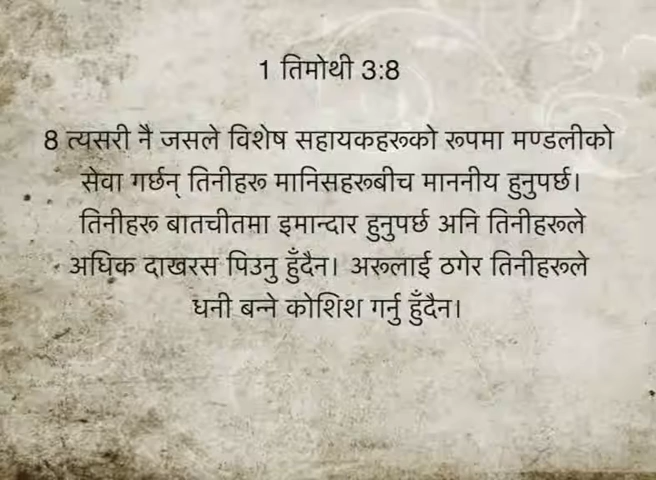 1 तिमोथी 3:8
8 त्यसरी नै जसले विशेष सहायकहरूको रूपमा मण्डलीको
सेवा गर्छन् तिनीहरू मानिसहरूबीच माननीय हुनुपर्छ।
तिनीहरू बातचीतमा इमान्दार हुनुपर्छ अनि तिनीहरूले
अधिक दाखरस पिउनु हुँदैन। अरूलाई ठगेर तिनीहरूले
धनी बन्ने कोशिश गर्नु हुँदैन।